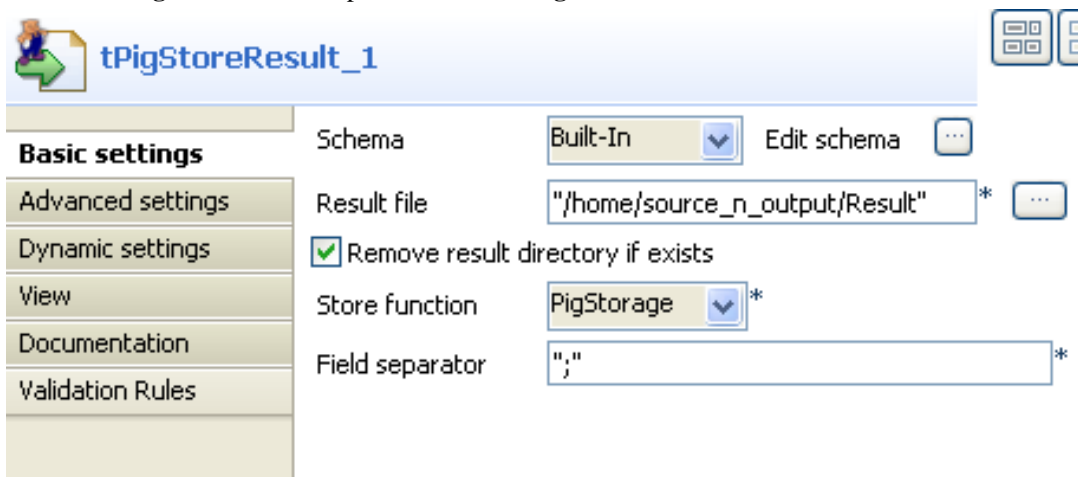 tPigStoreResult_1
Basic settings
Advanced settings
Dynamic settings
View
Documentation
Validation Rules
Schema Built-In Edit schema ...
Result file "/home/source_n_output/Result" * ...
Remove result directory if exists
Store function PigStorage *
Field separator ";" *